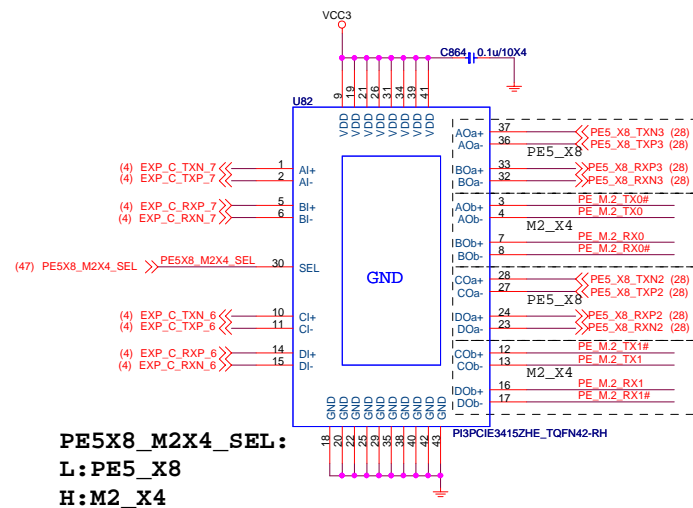 VCC3
C864 0.1u/10X4
U82
9 19 21 26 31 34 39 41
VDD VDD VDD VDD VDD VDD VDD VDD
(4) EXP_C_TXN_7 1 AI+
(4) EXP_C_TXP_7 2 AI-
(4) EXP_C_RXP_7 5 BI+
(4) EXP_C_RXN_7 6 BI-
(47) PE5X8_M2X4_SEL PE5X8_M2X4_SEL 30 SEL
(4) EXP_C_TXN_6 10 CI+
(4) EXP_C_TXP_6 11 CI-
(4) EXP_C_RXP_6 14 DI+
(4) EXP_C_RXN_6 15 DI-
GND
AOa+ 37 PE5_X8_TXN3 (28)
AOa- 36 PE5_X8_TXP3 (28)
PE5_X8
BOa+ 33 PE5_X8_RXP3 (28)
BOa- 32 PE5_X8_RXN3 (28)
AOb+ 3 PE_M.2_TX0#
AOb- 4 PE_M.2_TX0
M2_X4
BOb+ 7 PE_M.2_RX0
BOb- 8 PE_M.2_RX0#
COa+ 28 PE5_X8_TXN2 (28)
COa- 27 PE5_X8_TXP2 (28)
PE5_X8
DOa+ 24 PE5_X8_RXP2 (28)
DOa- 23 PE5_X8_RXN2 (28)
COb+ 12 PE_M.2_TX1#
COb- 13 PE_M.2_TX1
M2_X4
DOb+ 16 PE_M.2_RX1
DOb- 17 PE_M.2_RX1#
GND GND GND GND GND GND GND GND GND GND
18 20 22 25 29 35 38 40 42 43
PI3PCIE3415ZHE_TQFN42-RH
PE5X8_M2X4_SEL:
L:PE5_X8
H:M2_X4